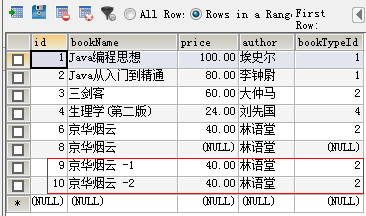 All Row: Rows in a Range First Row:
id bookName price author bookTypeId
1 Java编程思想 100.00 埃史尔 1
2 Java从入门到精通 80.00 李钟尉 1
3 三剑客 60.00 大仲马 2
4 生理学(第二版) 24.00 刘先国 4
6 京华烟云 40.00 林语堂 2
8 京华烟云 (NULL) 林语堂 (NULL)
9 京华烟云 -1 40.00 林语堂 2
10 京华烟云 -2 40.00 林语堂 2
* (NULL) (NULL) (NULL) (NULL) (NULL)